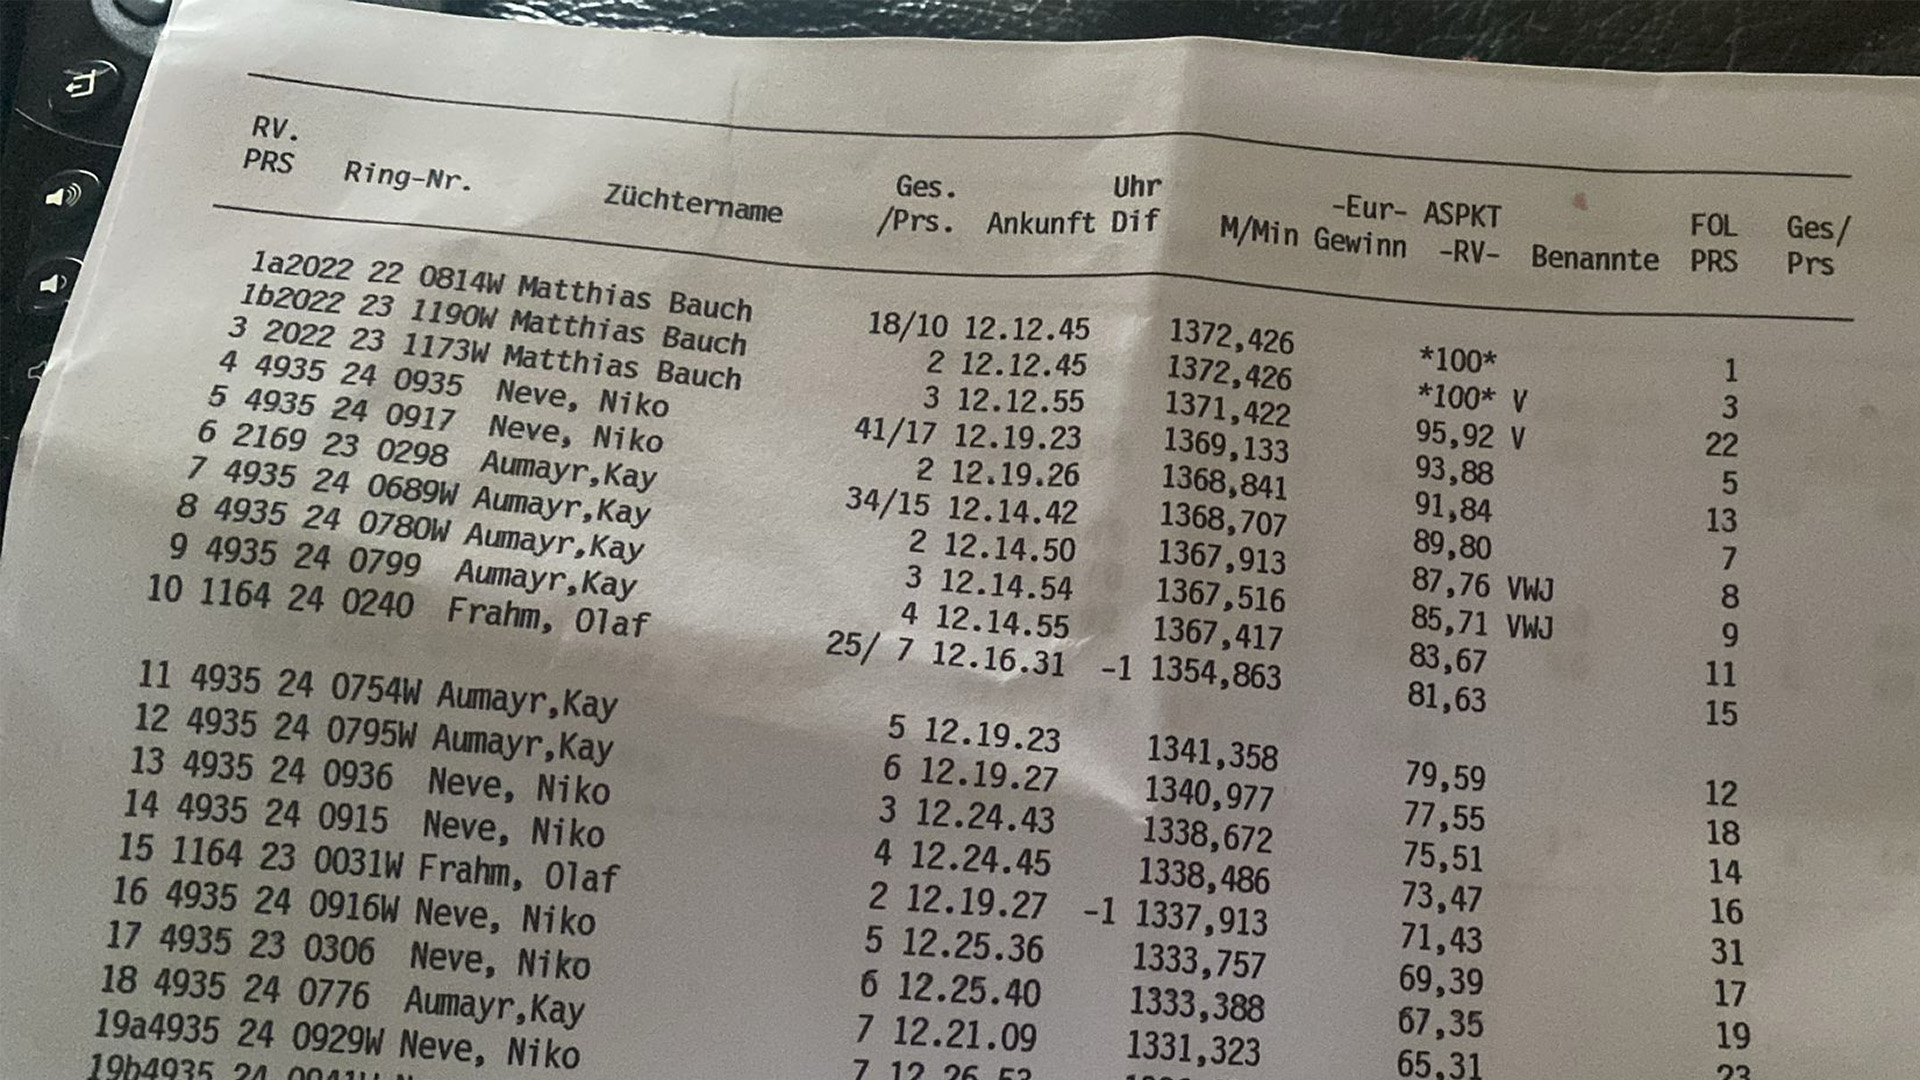 RV. Ges. Uhr -Eur- ASPKT FOL Ges/
PRS Ring-Nr. Züchtername /Prs. Ankunft Dif M/Min Gewinn -RV- Benannte PRS Prs
1a2022 22 0814W Matthias Bauch 18/10 12.12.45 1372,426 *100* 1
1b2022 23 1190W Matthias Bauch 2 12.12.45 1372,426 *100* V 3
3 2022 23 1173W Matthias Bauch 3 12.12.55 1371,422 95,92 V 22
4 4935 24 0935 Neve, Niko 41/17 12.19.23 1369,133 93,88 5
5 4935 24 0917 Neve, Niko 2 12.19.26 1368,841 91,84 13
6 2169 23 0298 Aumayr,Kay 34/15 12.14.42 1368,707 89,80 7
7 4935 24 0689W Aumayr,Kay 2 12.14.50 1367,913 87,76 VWJ 8
8 4935 24 0780W Aumayr,Kay 3 12.14.54 1367,516 85,71 VWJ 9
9 4935 24 0799 Aumayr,Kay 4 12.14.55 1367,417 83,67 11
10 1164 24 0240 Frahm, Olaf 25/ 7 12.16.31 -1 1354,863 81,63 15
11 4935 24 0754W Aumayr,Kay 5 12.19.23 1341,358 79,59 12
12 4935 24 0795W Aumayr,Kay 6 12.19.27 1340,977 77,55 18
13 4935 24 0936 Neve, Niko 3 12.24.43 1338,672 75,51 14
14 4935 24 0915 Neve, Niko 4 12.24.45 1338,486 73,47 16
15 1164 23 0031W Frahm, Olaf 2 12.19.27 -1 1337,913 71,43 31
16 4935 24 0916W Neve, Niko 5 12.25.36 1333,757 69,39 17
17 4935 23 0306 Neve, Niko 6 12.25.40 1333,388 67,35 19
18 4935 24 0776 Aumayr,Kay 7 12.21.09 1331,323 65,31 23
19a4935 24 0929W Neve, Niko 7 12.26.53
19b4935 24